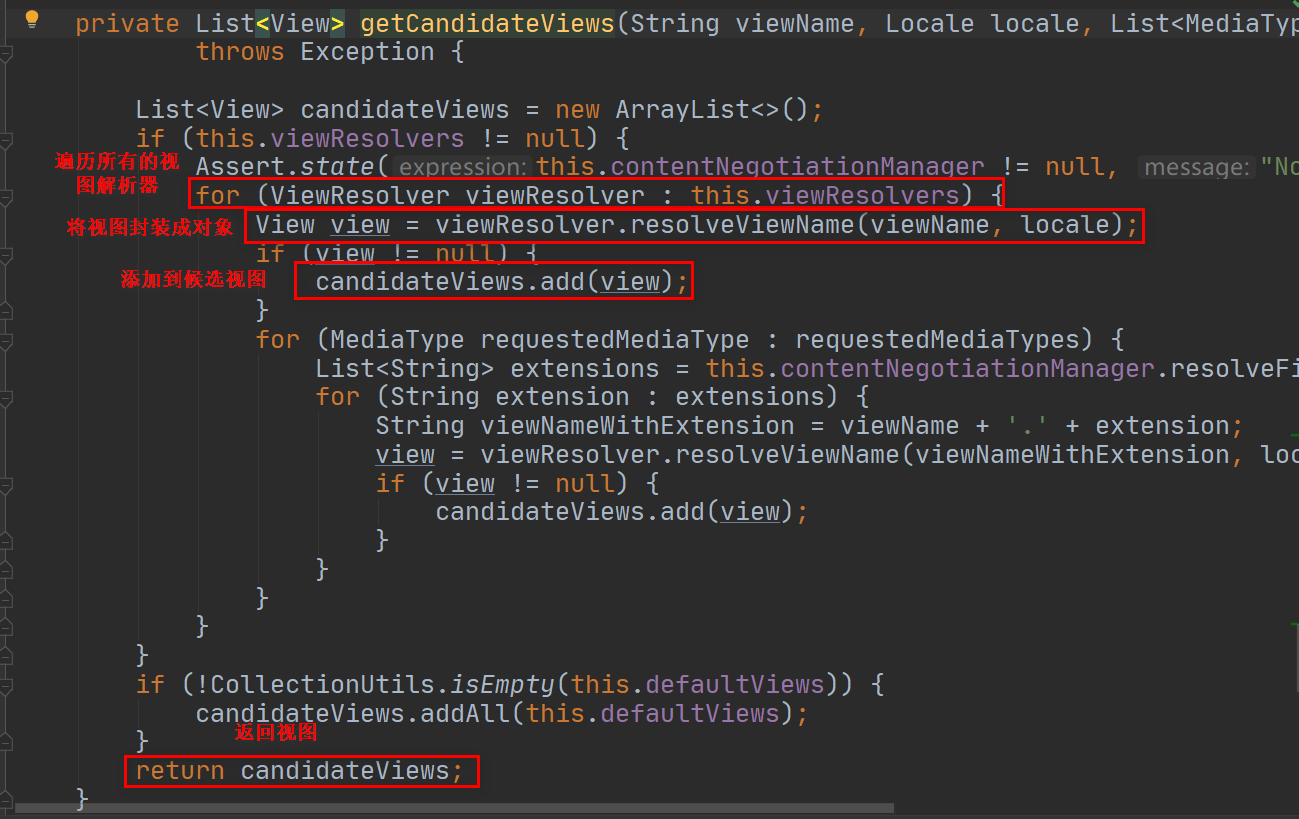 private List<View> getCandidateViews(String viewName, Locale locale, List<MediaTyp
throws Exception {
List<View> candidateViews = new ArrayList<>();
if (this.viewResolvers != null) {
遍历所有的视
图解析器
Assert.state( expression: this.contentNegotiationManager != null, message: "No
for (ViewResolver viewResolver : this.viewResolvers) {
将视图封装成对象
View view = viewResolver.resolveViewName(viewName, locale);
if (view != null) {
添加到候选视图
candidateViews.add(view);
}
for (MediaType requestedMediaType : requestedMediaTypes) {
List<String> extensions = this.contentNegotiationManager.resolveFi
for (String extension : extensions) {
String viewNameWithExtension = viewName + '.' + extension;
view = viewResolver.resolveViewName(viewNameWithExtension, loc
if (view != null) {
candidateViews.add(view);
}
}
}
}
}
if (!CollectionUtils.isEmpty(this.defaultViews)) {
candidateViews.addAll(this.defaultViews);
返回视图
}
return candidateViews;
}